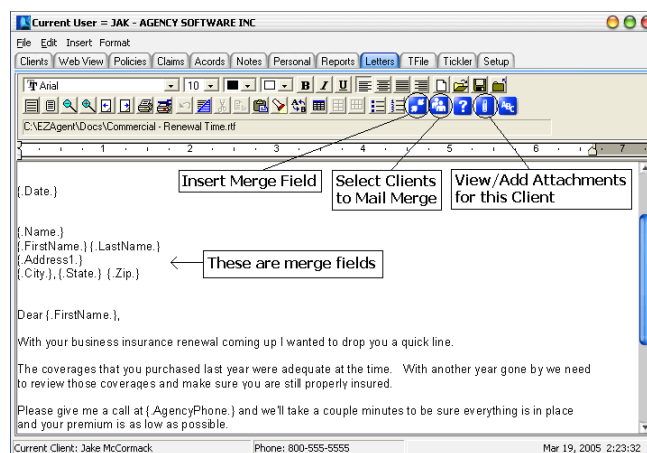 Current User = JAK - AGENCY SOFTWARE INC
File Edit Insert Format
Clients Web View Policies Claims Acords Notes Personal Reports Letters TFile Tickler Setup
Arial 10 B I U
ABC
C:\EZAgent\Docs\Commercial - Renewal Time.rtf
1 2 3 4 5 6 7
Insert Merge Field
Select Clients
to Mail Merge
View/Add Attachments
for this Client
{.Date.}
{.Name.}
{.FirstName.} {.LastName.}
{.Address1.}
{.City.}, {.State.} {.Zip.}
These are merge fields
Dear {.FirstName.},
With your business insurance renewal coming up I wanted to drop you a quick line.
The coverages that you purchased last year were adequate at the time. With another year gone by we need
to review those coverages and make sure you are still properly insured.
Please give me a call at {.AgencyPhone.} and we'll take a couple minutes to be sure everything is in place
and your premium is as low as possible.
Current Client: Jake McCormack Phone: 800-555-5555 Mar 19, 2005 2:23:32